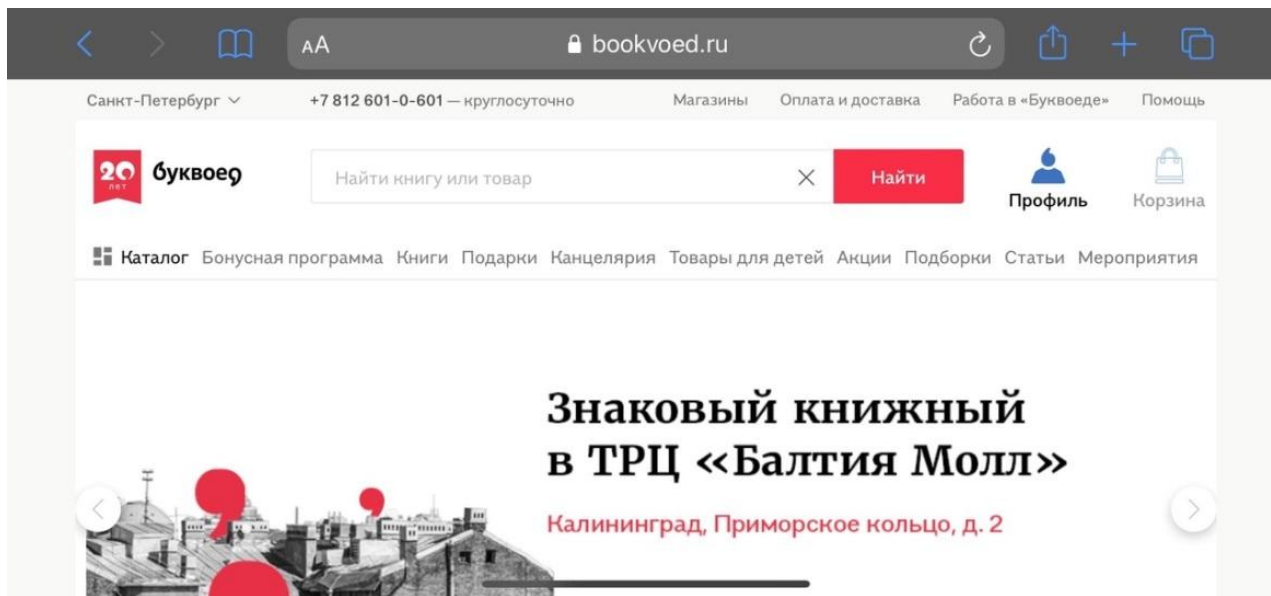 AA bookvoed.ru
Санкт-Петербург +7 812 601-0-601 — круглосуточно Магазины Оплата и доставка Работа в «Буквоеде» Помощь
20 лет буквоед Найти книгу или товар Найти Профиль Корзина
Каталог Бонусная программа Книги Подарки Канцелярия Товары для детей Акции Подборки Статьи Мероприятия
Знаковый книжный
в ТРЦ «Балтия Молл»
Калининград, Приморское кольцо, д. 2